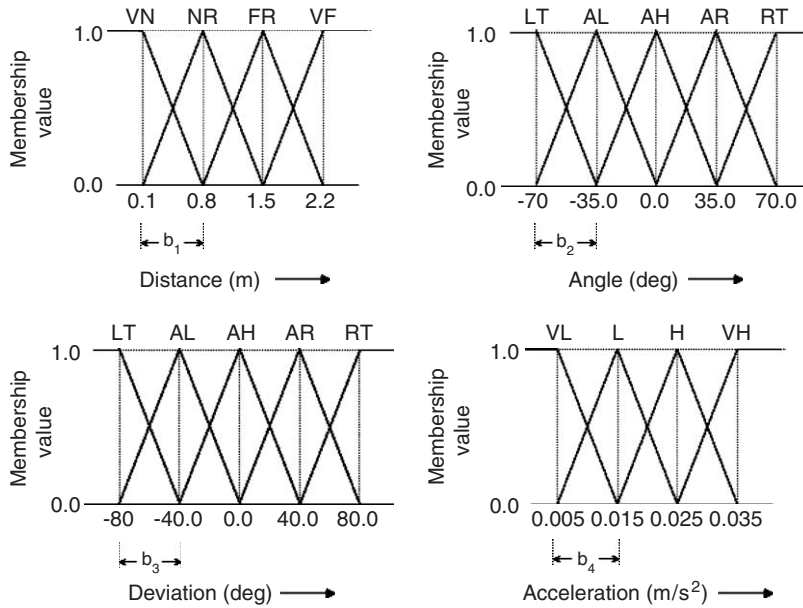 VN NR FR VF
1.0
Membership
value
0.0
0.1 0.8 1.5 2.2
b1
Distance (m)
LT AL AH AR RT
1.0
Membership
value
0.0
-70 -35.0 0.0 35.0 70.0
b2
Angle (deg)
LT AL AH AR RT
1.0
Membership
value
0.0
-80 -40.0 0.0 40.0 80.0
b3
Deviation (deg)
VL L H VH
1.0
Membership
value
0.0
0.005 0.015 0.025 0.035
b4
Acceleration (m/s²)